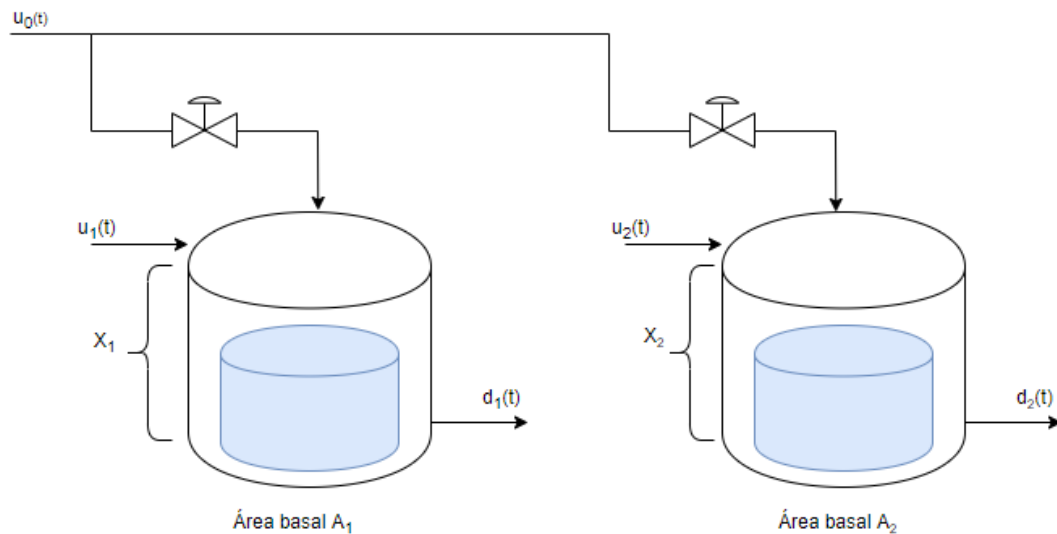 u₀(t)
u₁(t)
u₂(t)
X₁
X₂
d₁(t)
d₂(t)
Área basal A₁
Área basal A₂